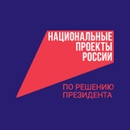 НАЦИОНАЛЬНЫЕ
ПРОЕКТЫ
РОССИИ
ПО РЕШЕНИЮ
ПРЕЗИДЕНТА